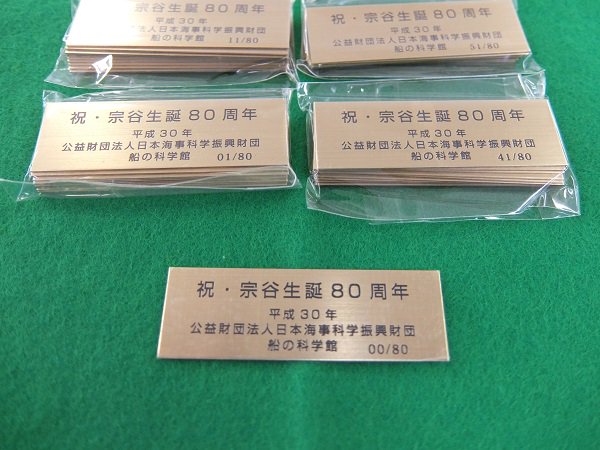 祝・宗谷生誕80周年
平成30年
公益財団法人日本海事科学振興財団
船の科学館 11/80
祝・宗谷生誕80周年
平成30年
公益財団法人日本海事科学振興財団
船の科学館 51/80
祝・宗谷生誕80周年
平成30年
公益財団法人日本海事科学振興財団
船の科学館 01/80
祝・宗谷生誕80周年
平成30年
公益財団法人日本海事科学振興財団
船の科学館 41/80
祝・宗谷生誕80周年
平成30年
公益財団法人日本海事科学振興財団
船の科学館 00/80